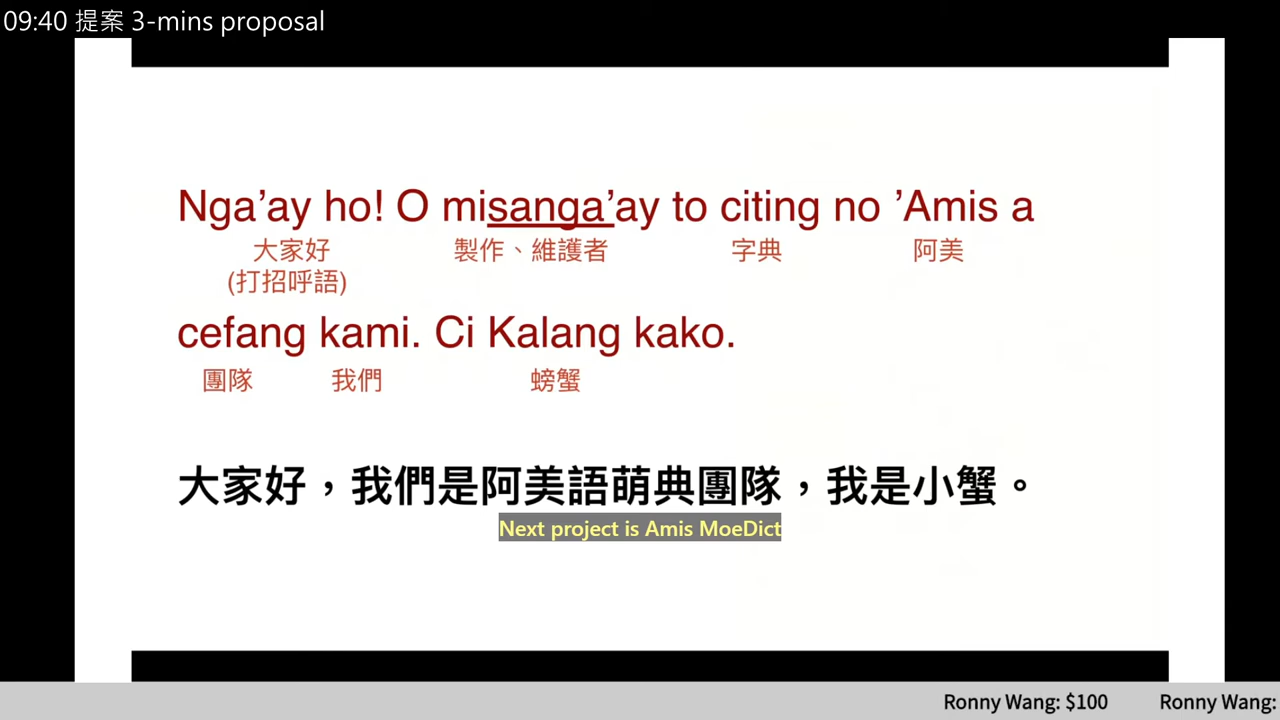 09:40 提案 3-mins proposal
Nga’ay ho! O misanga’ay to citing no ’Amis a
大家好 製作、維護者 字典 阿美
(打招呼語)
cefang kami. Ci Kalang kako.
團隊 我們 螃蟹
大家好，我們是阿美語萌典團隊，我是小蟹。
Next project is Amis MoeDict
Ronny Wang: $100 Ronny Wang: